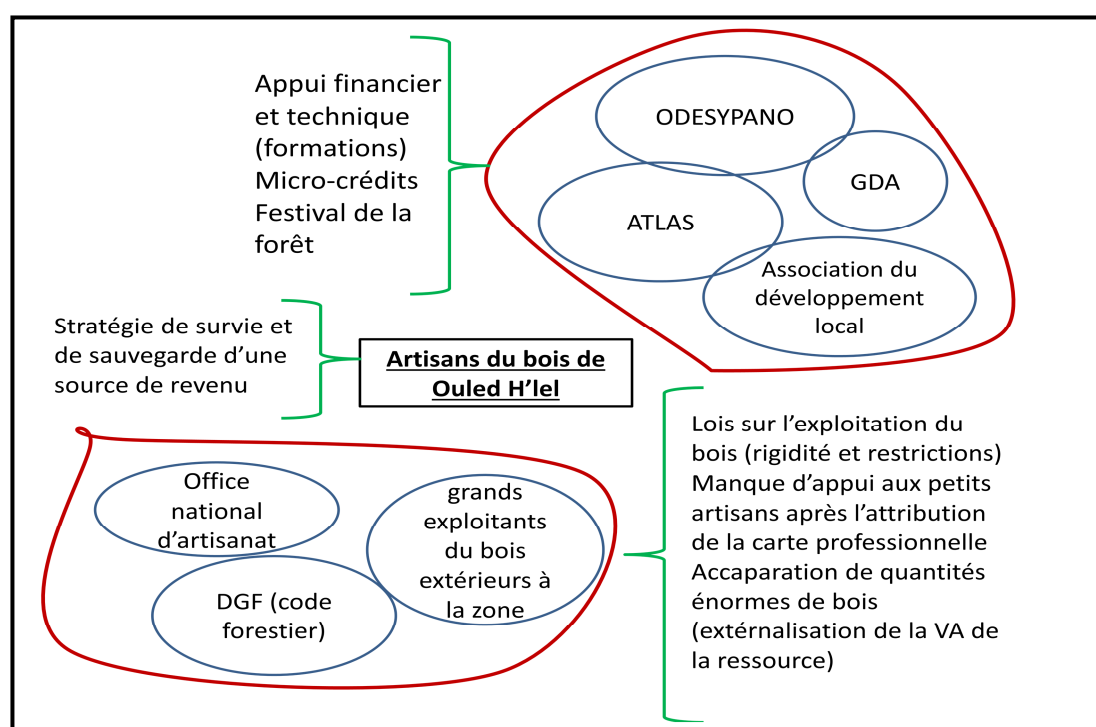 Appui financier
et technique
(formations)
Micro-crédits
Festival de la
forêt
ODESYPANO
GDA
ATLAS
Association du
développement
local
Stratégie de survie et
de sauvegarde d’une
source de revenu
Artisans du bois de
Ouled H’lel
Office
national
d’artisanat
grands
exploitants
du bois
extérieurs à
la zone
DGF (code
forestier)
Lois sur l’exploitation du
bois (rigidité et restrictions)
Manque d’appui aux petits
artisans après l’attribution
de la carte professionnelle
Accaparation de quantités
énormes de bois
(extérnalisation de la VA de
la ressource)